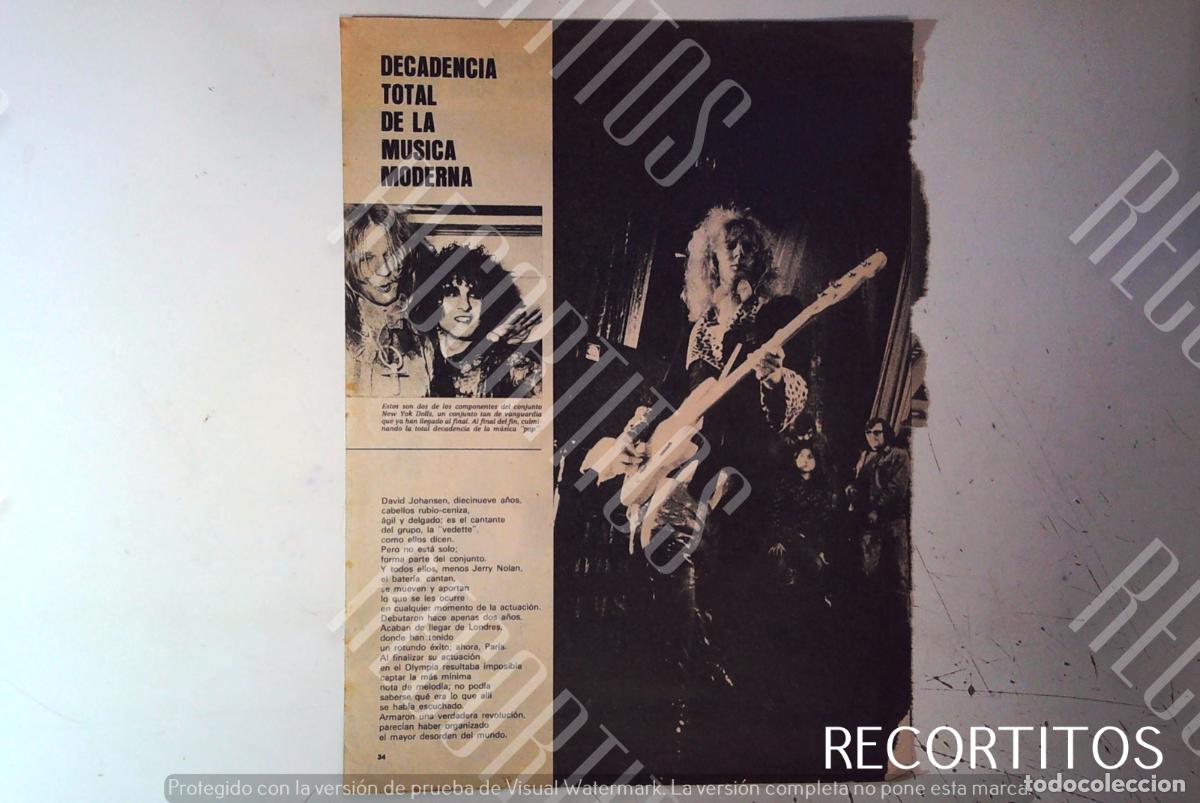 DECADENCIA
TOTAL
DE LA
MUSICA
MODERNA
Estos son dos de los componentes del conjunto
New Yok Dolls, un conjunto tan de vanguardia
que ya han llegado al final. Al final del fin, culmi-
nando la total decadencia de la música "pop"
David Johansen, diecinueve años,
cabellos rubio-ceniza,
ágil y delgado; es el cantante
del grupo, la "vedette",
como ellos dicen.
Pero no está solo;
forma parte del conjunto.
Y todos ellos, menos Jerry Nolan,
el batería, cantan,
se mueven y aportan
lo que se les ocurre
en cualquier momento de la actuación.
Debutaron hace apenas dos años.
Acaban de llegar de Londres,
donde han tenido
un rotundo éxito; ahora, París.
Al finalizar su actuación
en el Olympia resultaba imposible
captar la más mínima
nota de melodía; no podía
saberse qué era lo que allí
se había escuchado.
Armaron una verdadera revolución,
parecían haber organizado
el mayor desorden del mundo.
34
RECORTITOS
todocoleccion
Protegido con la versión de prueba de Visual Watermark. La versión completa no pone esta marca.